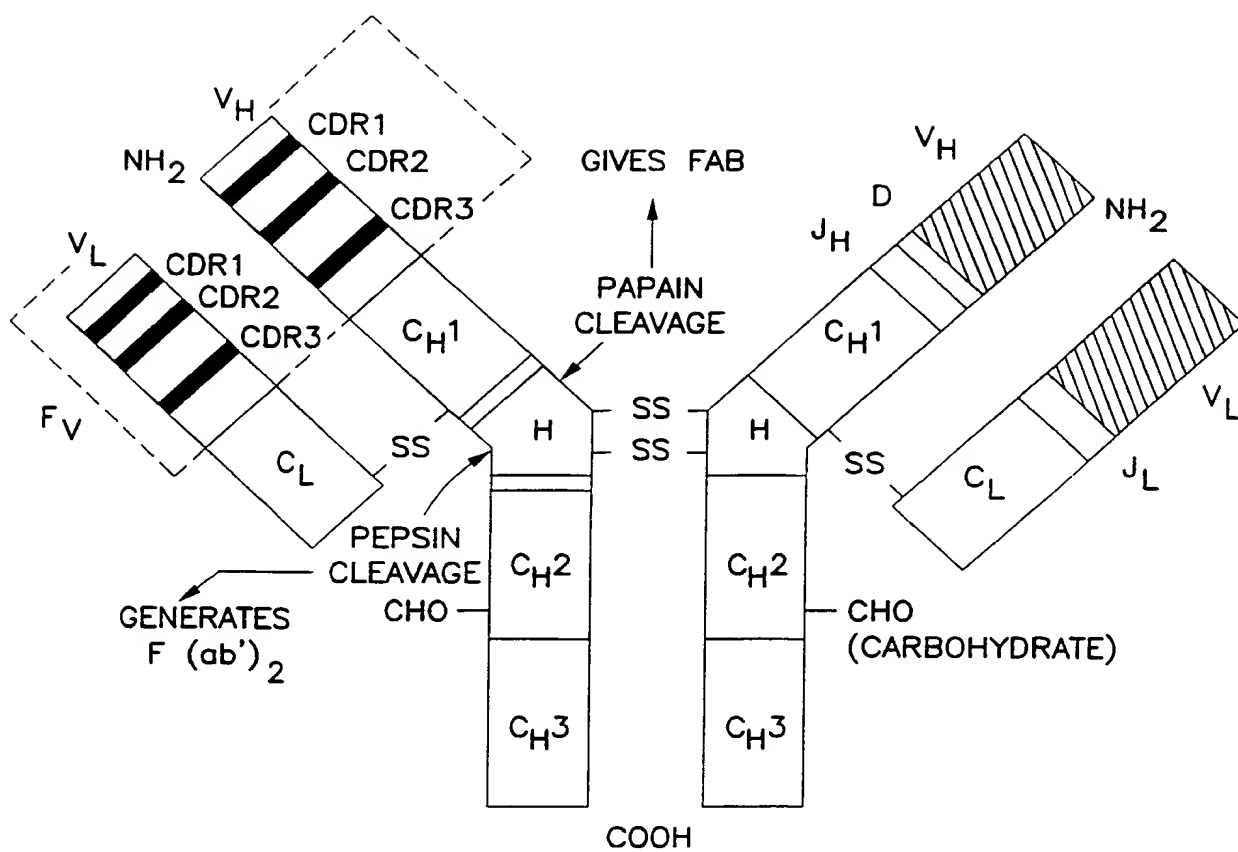 V_H
CDR1
CDR2
CDR3
NH_2
V_L
CDR1
CDR2
CDR3
F_V
C_H1
C_L
SS
H
GIVES FAB
PAPAIN
CLEAVAGE
SS
SS
PEPSIN
CLEAVAGE
GENERATES
F (ab')_2
CHO
C_H2
C_H3
V_H
D
J_H
NH_2
C_H1
H
SS
C_L
J_L
V_L
C_H2
CHO
(CARBOHYDRATE)
C_H3
COOH